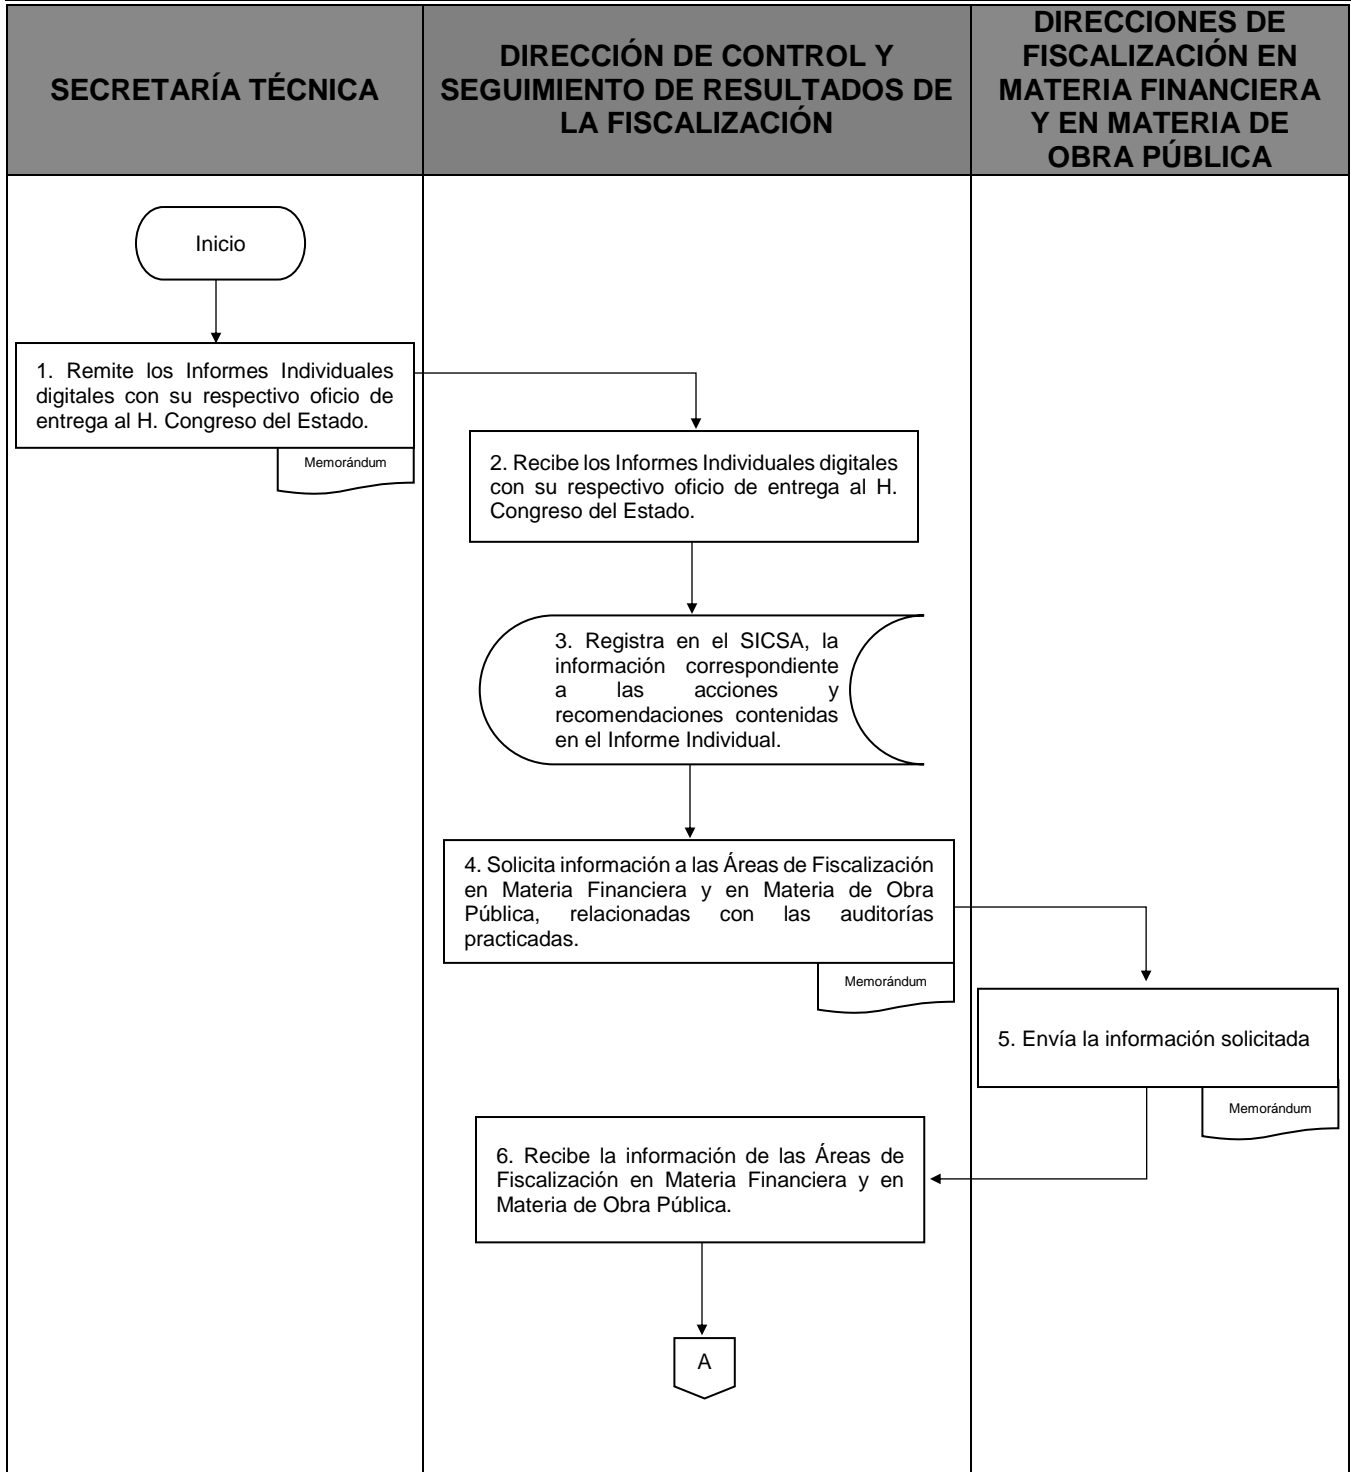 SECRETARÍA TÉCNICA
DIRECCIÓN DE CONTROL Y
SEGUIMIENTO DE RESULTADOS DE
LA FISCALIZACIÓN
DIRECCIONES DE
FISCALIZACIÓN EN
MATERIA FINANCIERA
Y EN MATERIA DE
OBRA PÚBLICA
Inicio
1. Remite los Informes Individuales
digitales con su respectivo oficio de
entrega al H. Congreso del Estado.
Memorándum
2. Recibe los Informes Individuales digitales
con su respectivo oficio de entrega al H.
Congreso del Estado.
3. Registra en el SICSA, la
información correspondiente
a las acciones y
recomendaciones contenidas
en el Informe Individual.
4. Solicita información a las Áreas de Fiscalización
en Materia Financiera y en Materia de Obra
Pública, relacionadas con las auditorías
practicadas.
Memorándum
5. Envía la información solicitada
Memorándum
6. Recibe la información de las Áreas de
Fiscalización en Materia Financiera y en
Materia de Obra Pública.
A